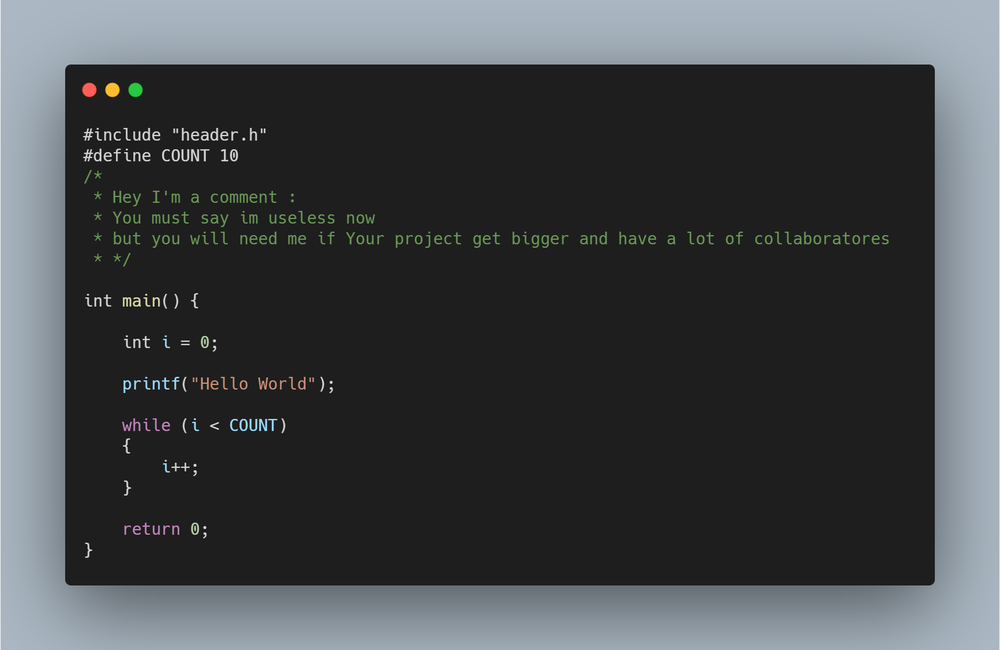 #include "header.h"
#define COUNT 10
/*
 * Hey I'm a comment :
 * You must say im useless now
 * but you will need me if Your project get bigger and have a lot of collaboratores
 * */

int main() {

    int i = 0;

    printf("Hello World");

    while (i < COUNT)
    {
        i++;
    }

    return 0;
}